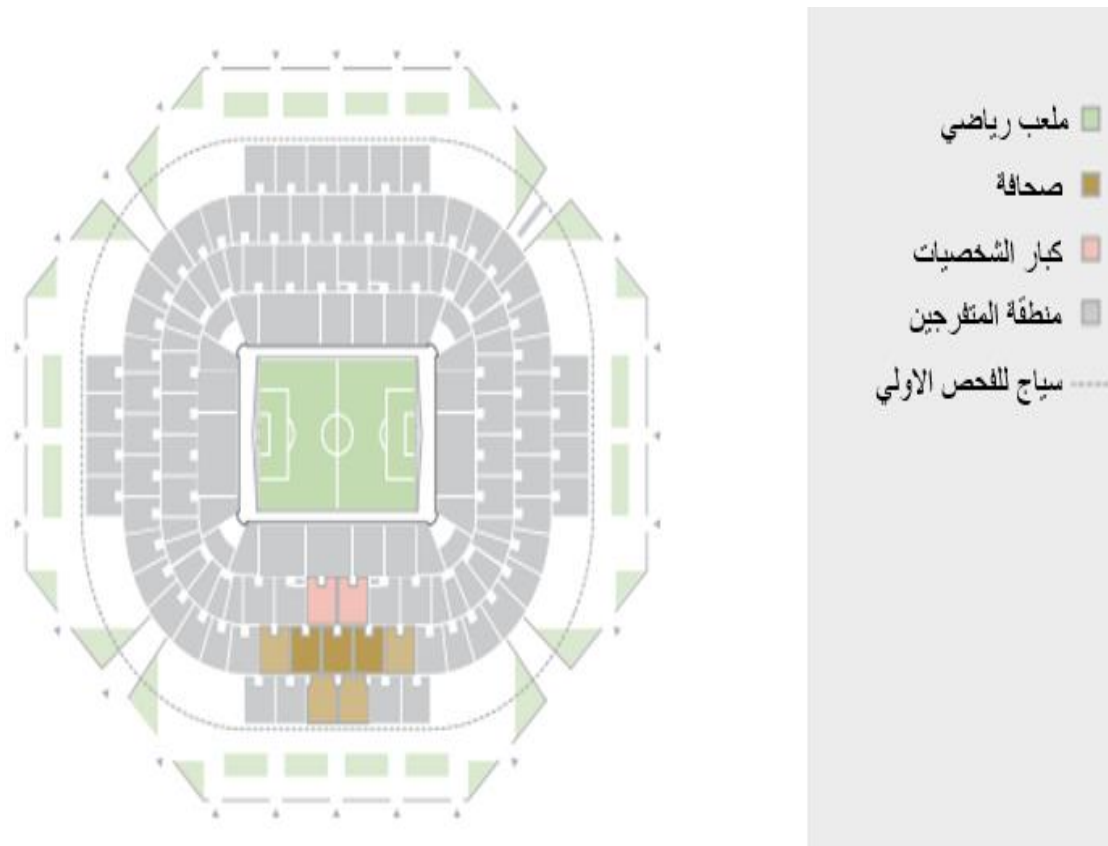 ملعب رياضي
صحافة
كبار الشخصيات
منطقة المتفرجين
سياج للفحص الاولي